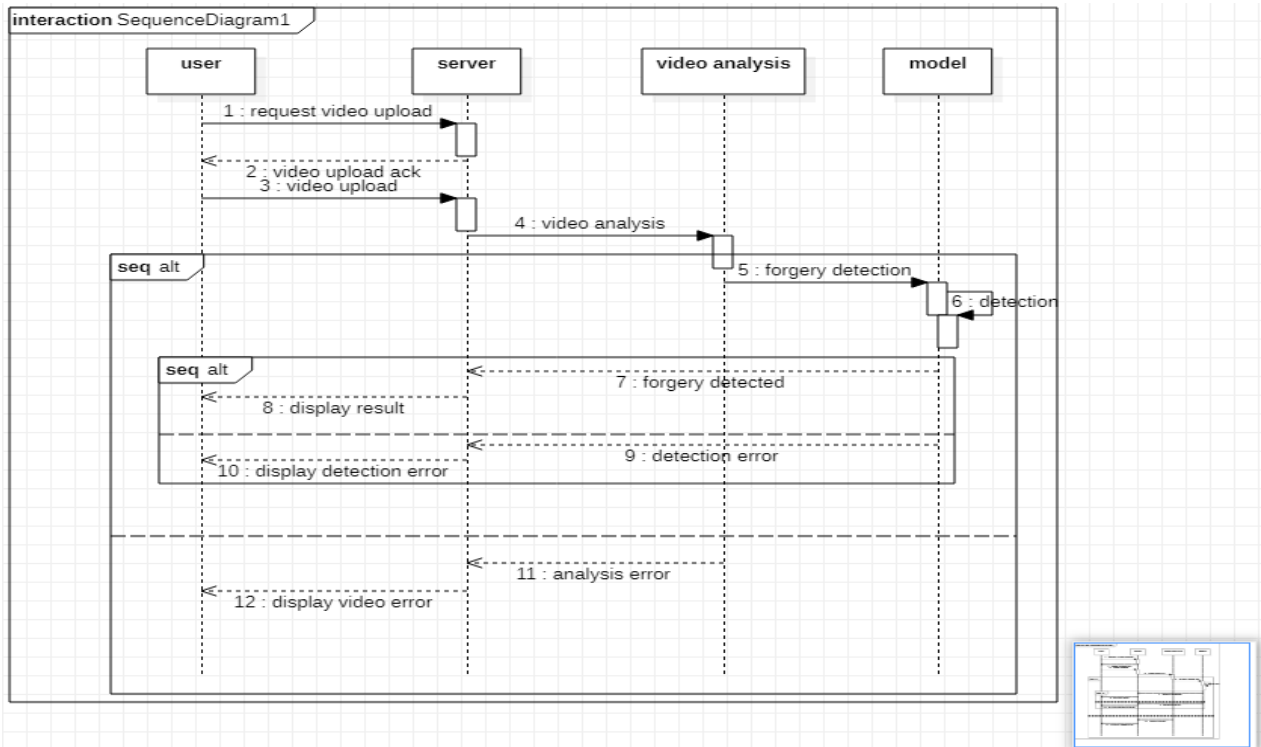 interaction SequenceDiagram1
user
server
video analysis
model
1 : request video upload
2 : video upload ack
3 : video upload
4 : video analysis
seq alt
5 : forgery detection
6 : detection
seq alt
7 : forgery detected
8 : display result
9 : detection error
10 : display detection error
11 : analysis error
12 : display video error